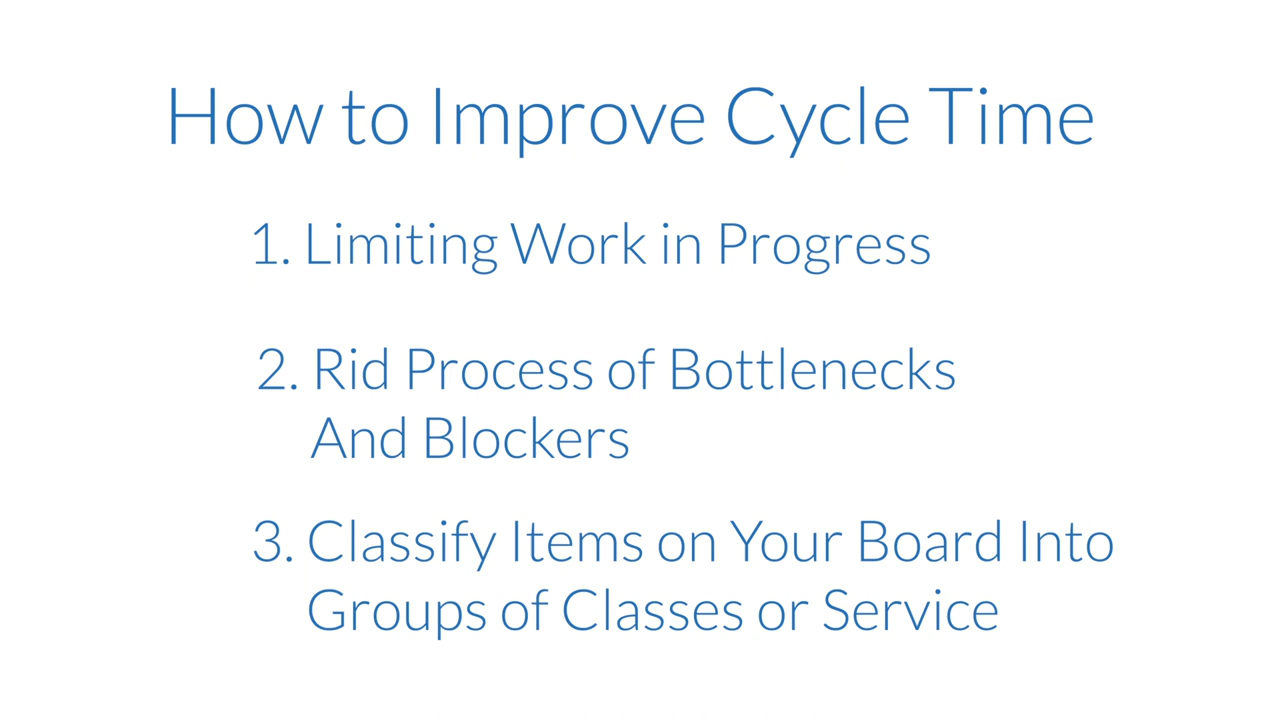 How to Improve Cycle Time
1. Limiting Work in Progress
2. Rid Process of Bottlenecks
And Blockers
3. Classify Items on Your Board Into
Groups of Classes or Service